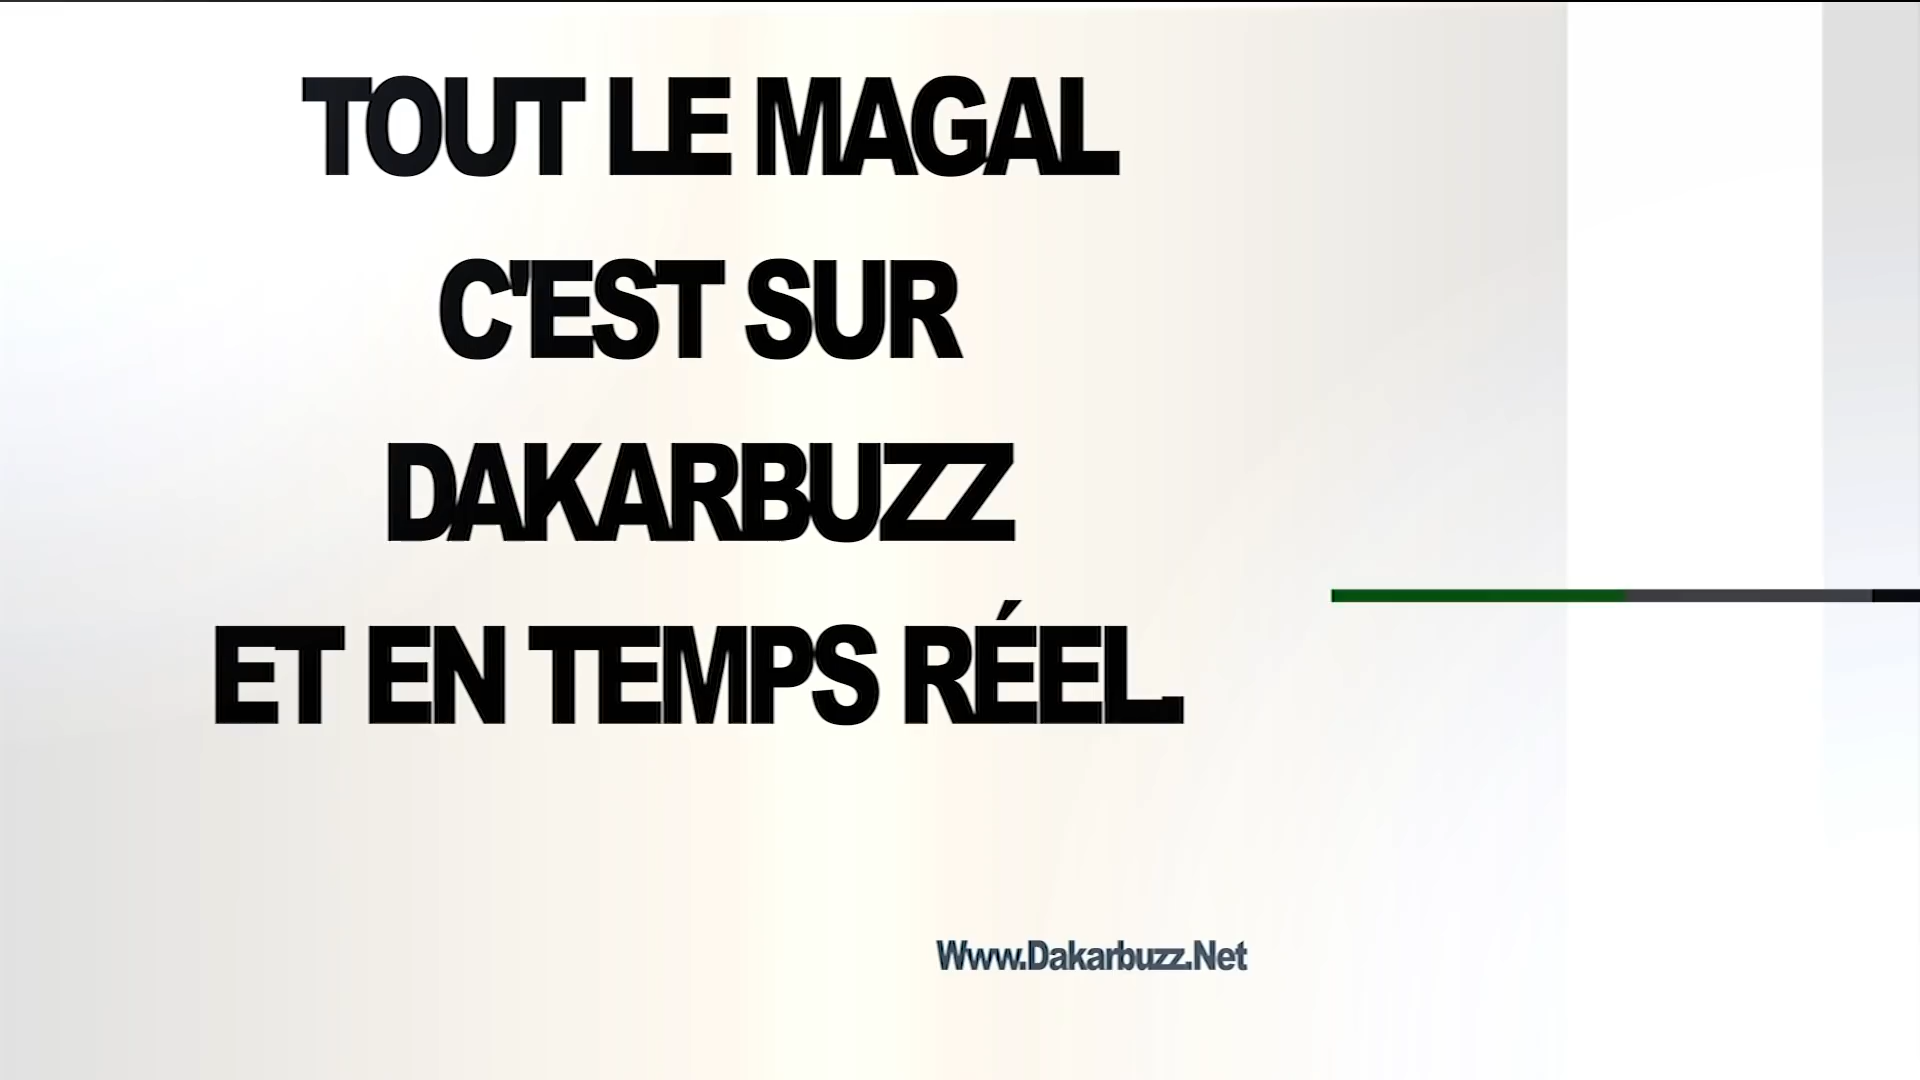 TOUT LE MAGAL
C'EST SUR
DAKARBUZZ
ET EN TEMPS RÉEL.
Www.Dakarbuzz.Net